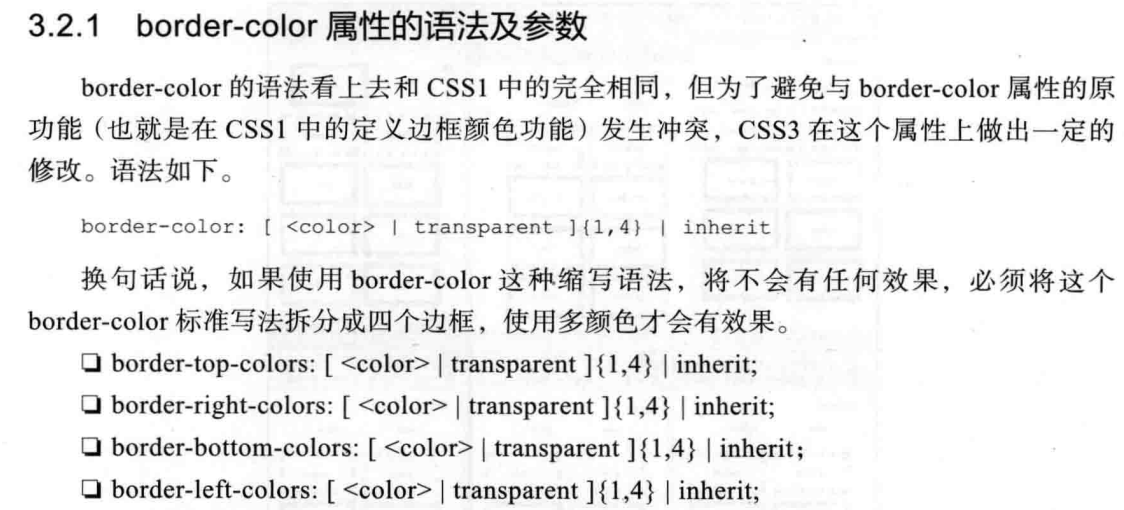 3.2.1 border-color 属性的语法及参数
border-color 的语法看上去和 CSS1 中的完全相同，但为了避免与 border-color 属性的原
功能（也就是在 CSS1 中的定义边框颜色功能）发生冲突，CSS3 在这个属性上做出一定的
修改。语法如下。
border-color: [ <color> | transparent ]{1,4} | inherit
换句话说，如果使用 border-color 这种缩写语法，将不会有任何效果，必须将这个
border-color 标准写法拆分成四个边框，使用多颜色才会有效果。
❏ border-top-colors: [ <color> | transparent ]{1,4} | inherit;
❏ border-right-colors: [ <color> | transparent ]{1,4} | inherit;
❏ border-bottom-colors: [ <color> | transparent ]{1,4} | inherit；
❏ border-left-colors: [ <color> | transparent ]{1,4} | inherit;